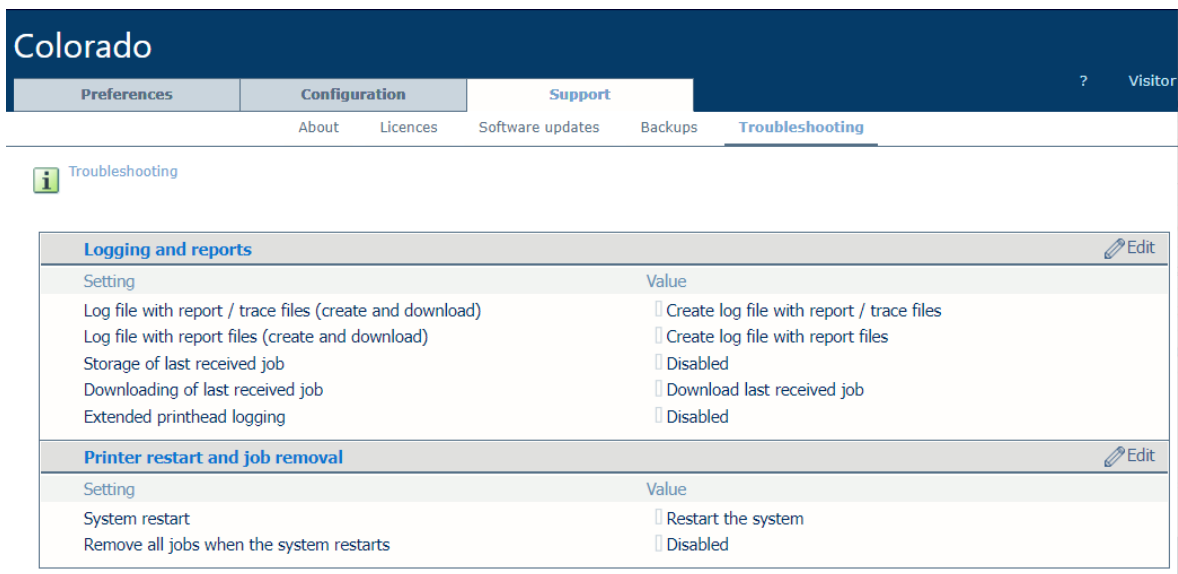 Colorado
Preferences Configuration Support ? Visitor
About Licences Software updates Backups Troubleshooting
i Troubleshooting
Logging and reports Edit
Setting Value
Log file with report / trace files (create and download) Create log file with report / trace files
Log file with report files (create and download) Create log file with report files
Storage of last received job Disabled
Downloading of last received job Download last received job
Extended printhead logging Disabled
Printer restart and job removal Edit
Setting Value
System restart Restart the system
Remove all jobs when the system restarts Disabled